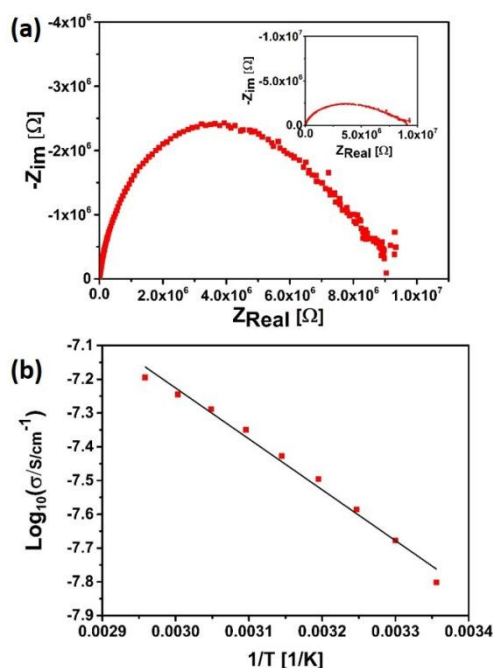 (a)
-4x10⁶
-3x10⁶
-2x10⁶
-1x10⁶
0
-Zim [Ω]
0.0
2.0x10⁶
4.0x10⁶
6.0x10⁶
8.0x10⁶
1.0x10⁷
ZReal [Ω]
-1.0x10⁷
-5.0x10⁶
0.0
-Zim [Ω]
0.0
5.0x10⁶
1.0x10⁷
ZReal [Ω]
(b)
-7.1
-7.2
-7.3
-7.4
-7.5
-7.6
-7.7
-7.8
-7.9
Log₁₀(σ/s/cm⁻¹)
0.0029
0.0030
0.0031
0.0032
0.0033
0.0034
1/T [1/K]